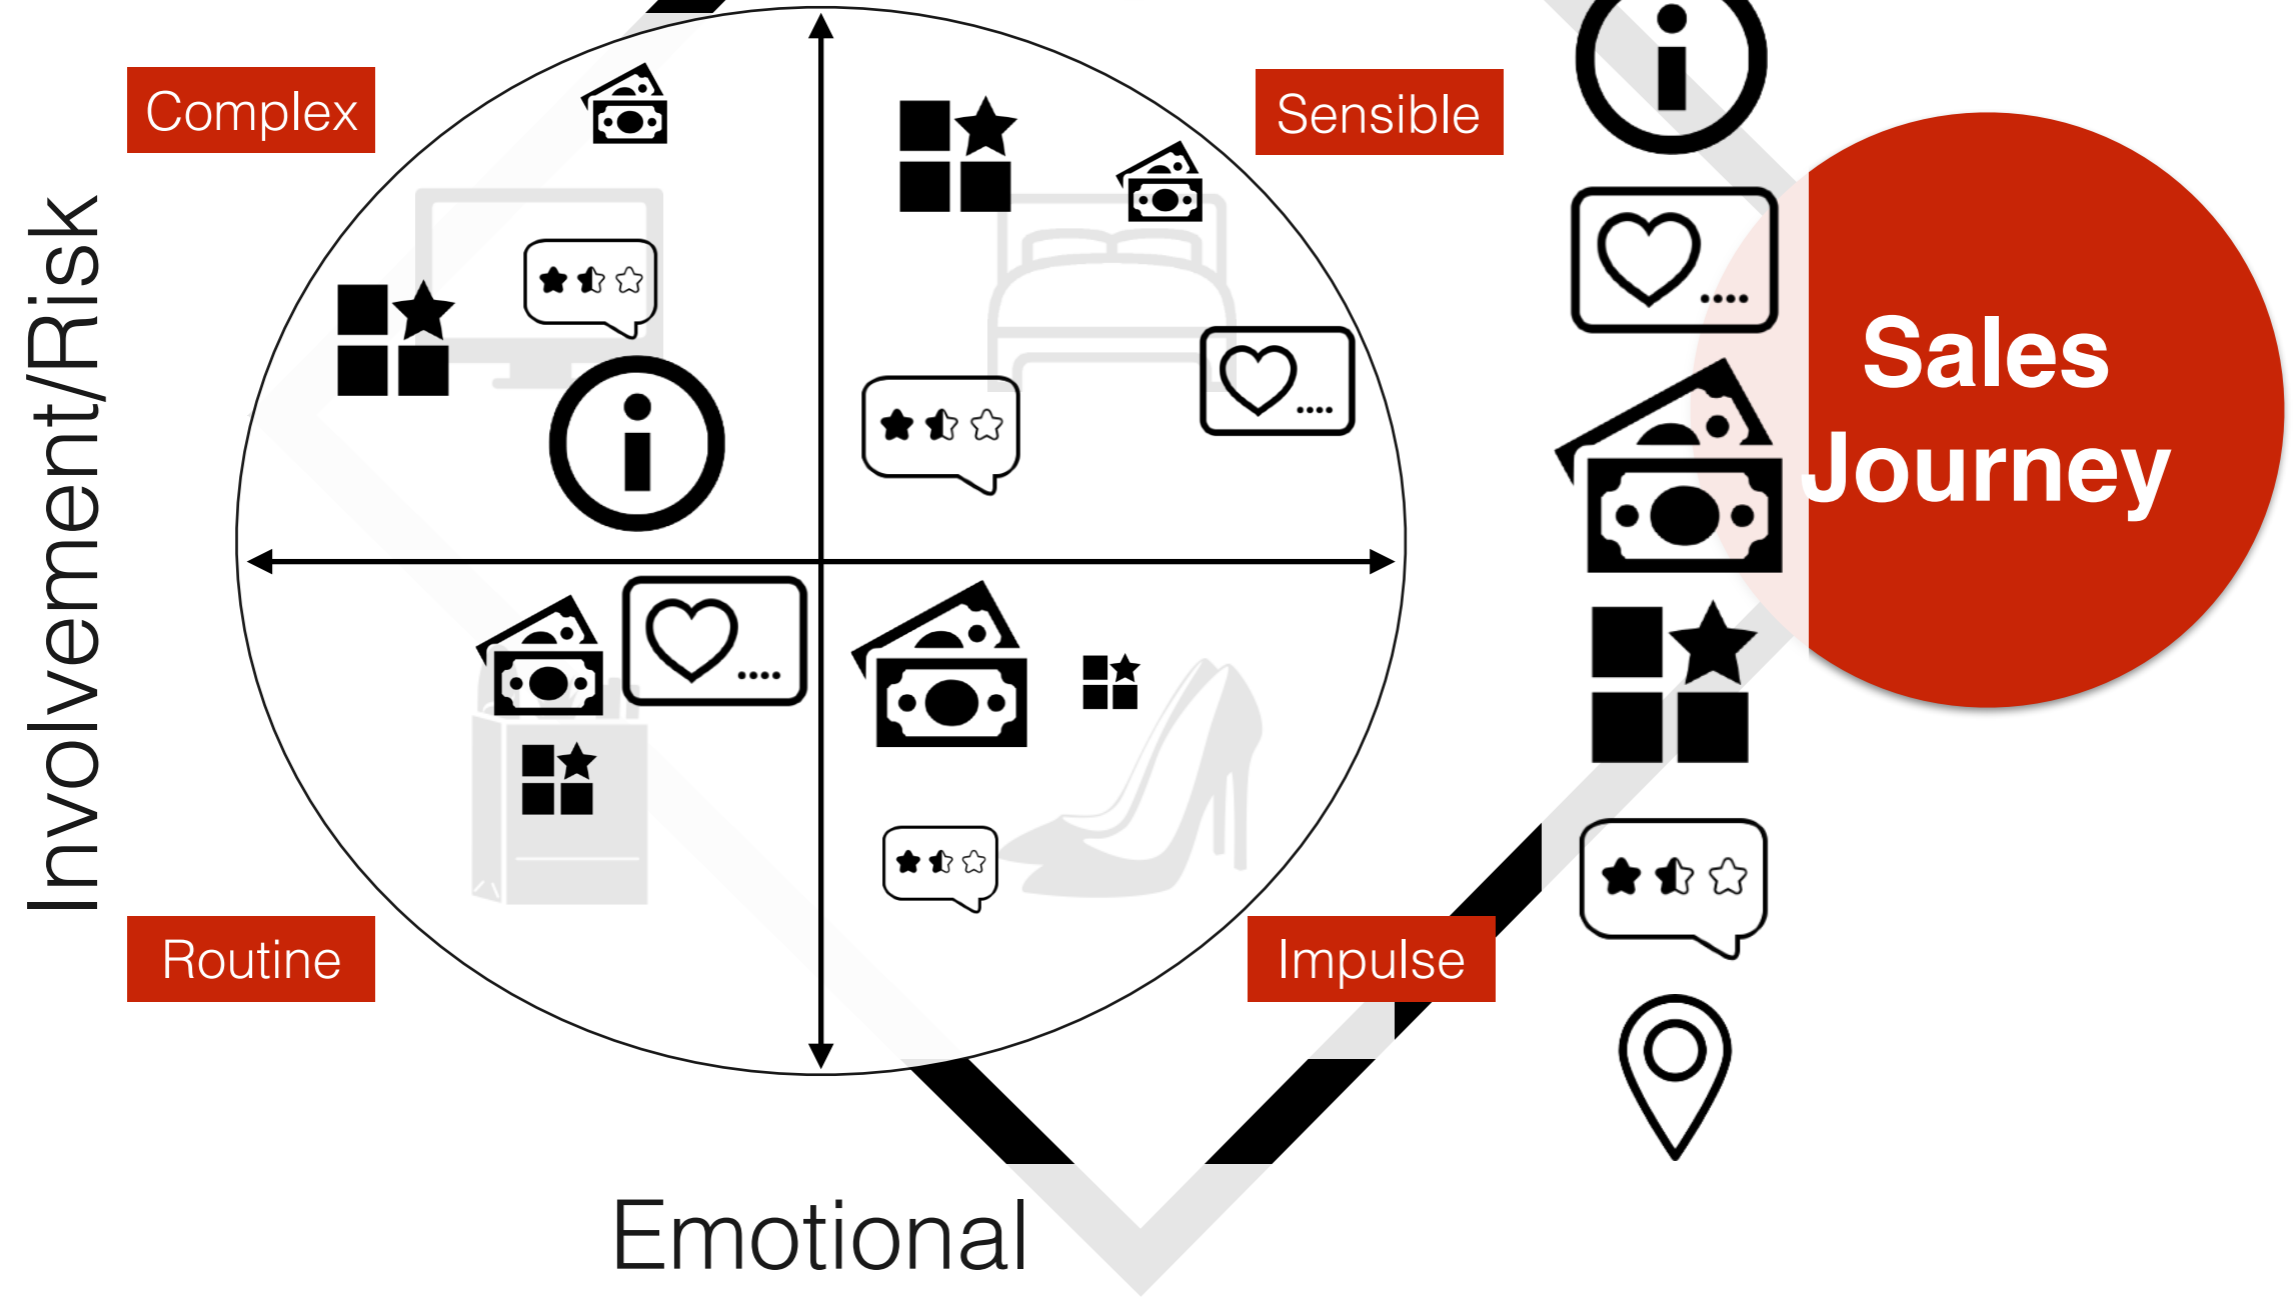 Complex
Sensible
Involvement/Risk
Sales
Journey
Routine
Impulse
Emotional